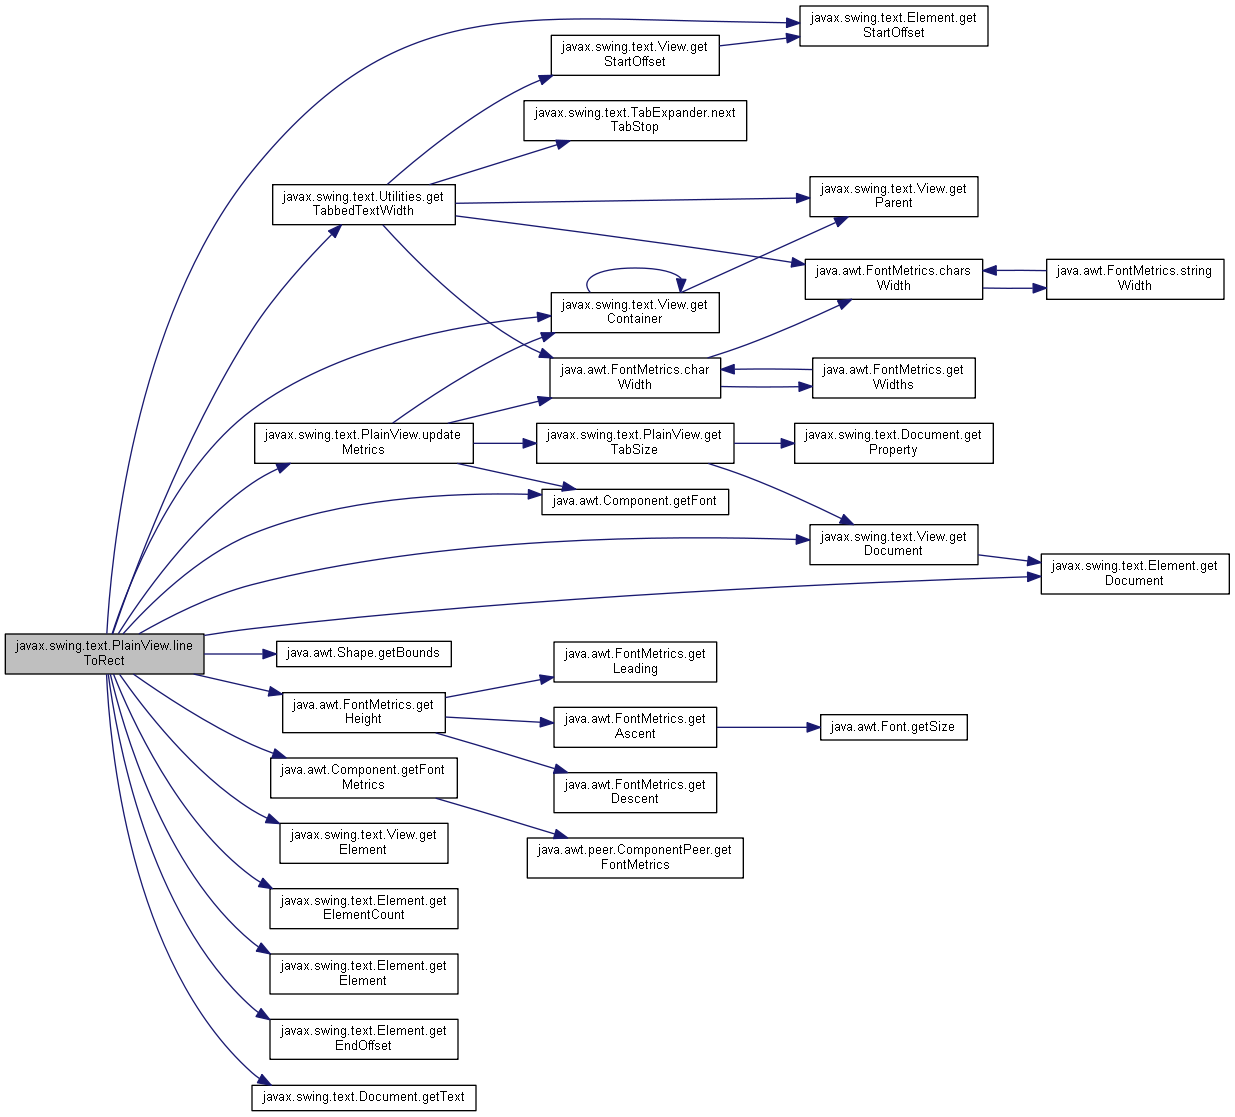 javax.swing.text.Element.get
StartOffset
javax.swing.text.View.get
StartOffset
javax.swing.text.TabExpander.next
TabStop
javax.swing.text.Utilities.get
TabbedTextWidth
javax.swing.text.View.get
Parent
java.awt.FontMetrics.chars
Width
java.awt.FontMetrics.string
Width
javax.swing.text.View.get
Container
java.awt.FontMetrics.char
Width
java.awt.FontMetrics.get
Widths
javax.swing.text.PlainView.update
Metrics
javax.swing.text.PlainView.get
TabSize
javax.swing.text.Document.get
Property
java.awt.Component.getFont
javax.swing.text.View.get
Document
javax.swing.text.Element.get
Document
javax.swing.text.PlainView.line
ToRect
java.awt.Shape.getBounds
java.awt.FontMetrics.get
Leading
java.awt.FontMetrics.get
Height
java.awt.FontMetrics.get
Ascent
java.awt.Font.getSize
java.awt.Component.getFont
Metrics
java.awt.FontMetrics.get
Descent
javax.swing.text.View.get
Element
java.awt.peer.ComponentPeer.get
FontMetrics
javax.swing.text.Element.get
ElementCount
javax.swing.text.Element.get
Element
javax.swing.text.Element.get
EndOffset
javax.swing.text.Document.getText